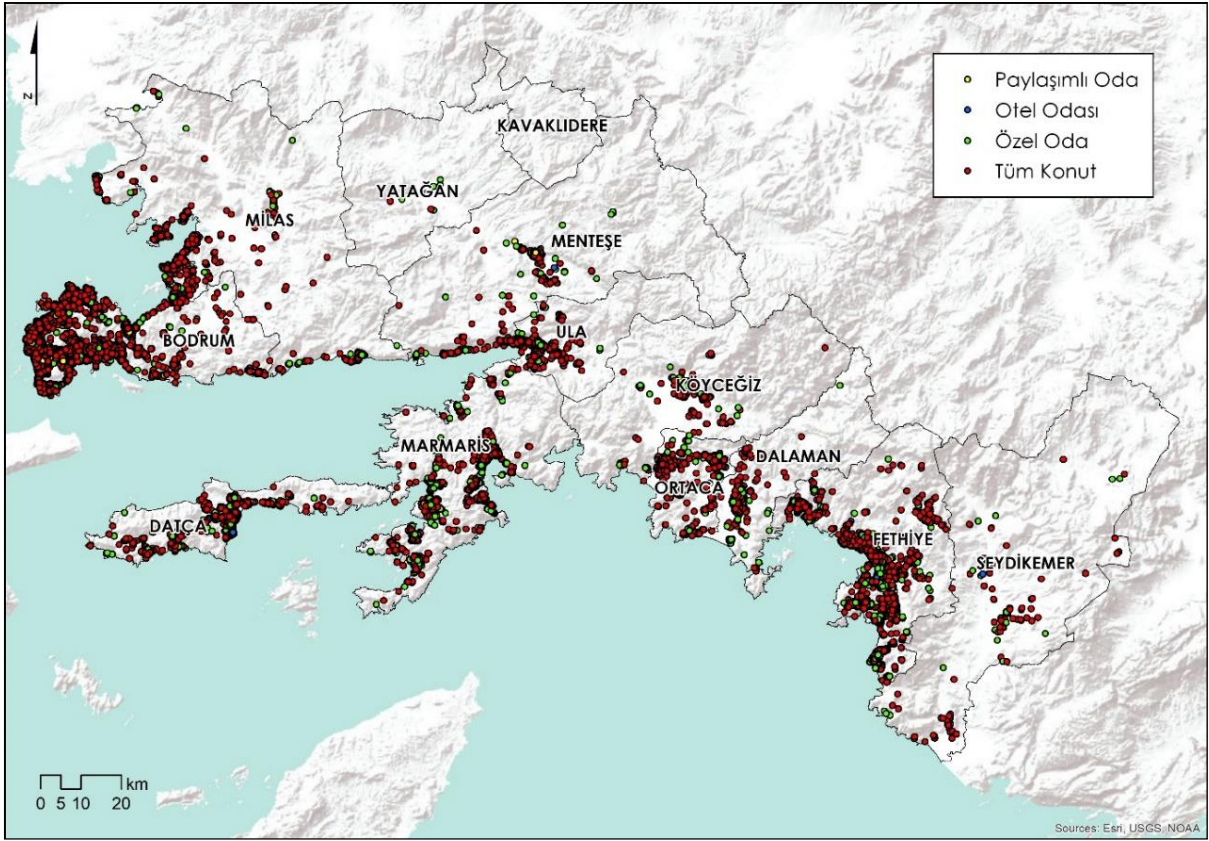 z
Paylaşımlı Oda
Otel Odası
Özel Oda
Tüm Konut
KAVAKLIDERE
YATAĞAN
MİLAS
MENTEŞE
BODRUM
ULA
KÖYCEĞİZ
MARMARİS
DALAMAN
ORTACA
DATÇA
FETHİYE
SEYDİKEMER
km
0 5 10 20
Sources: Esri, USGS, NOAA